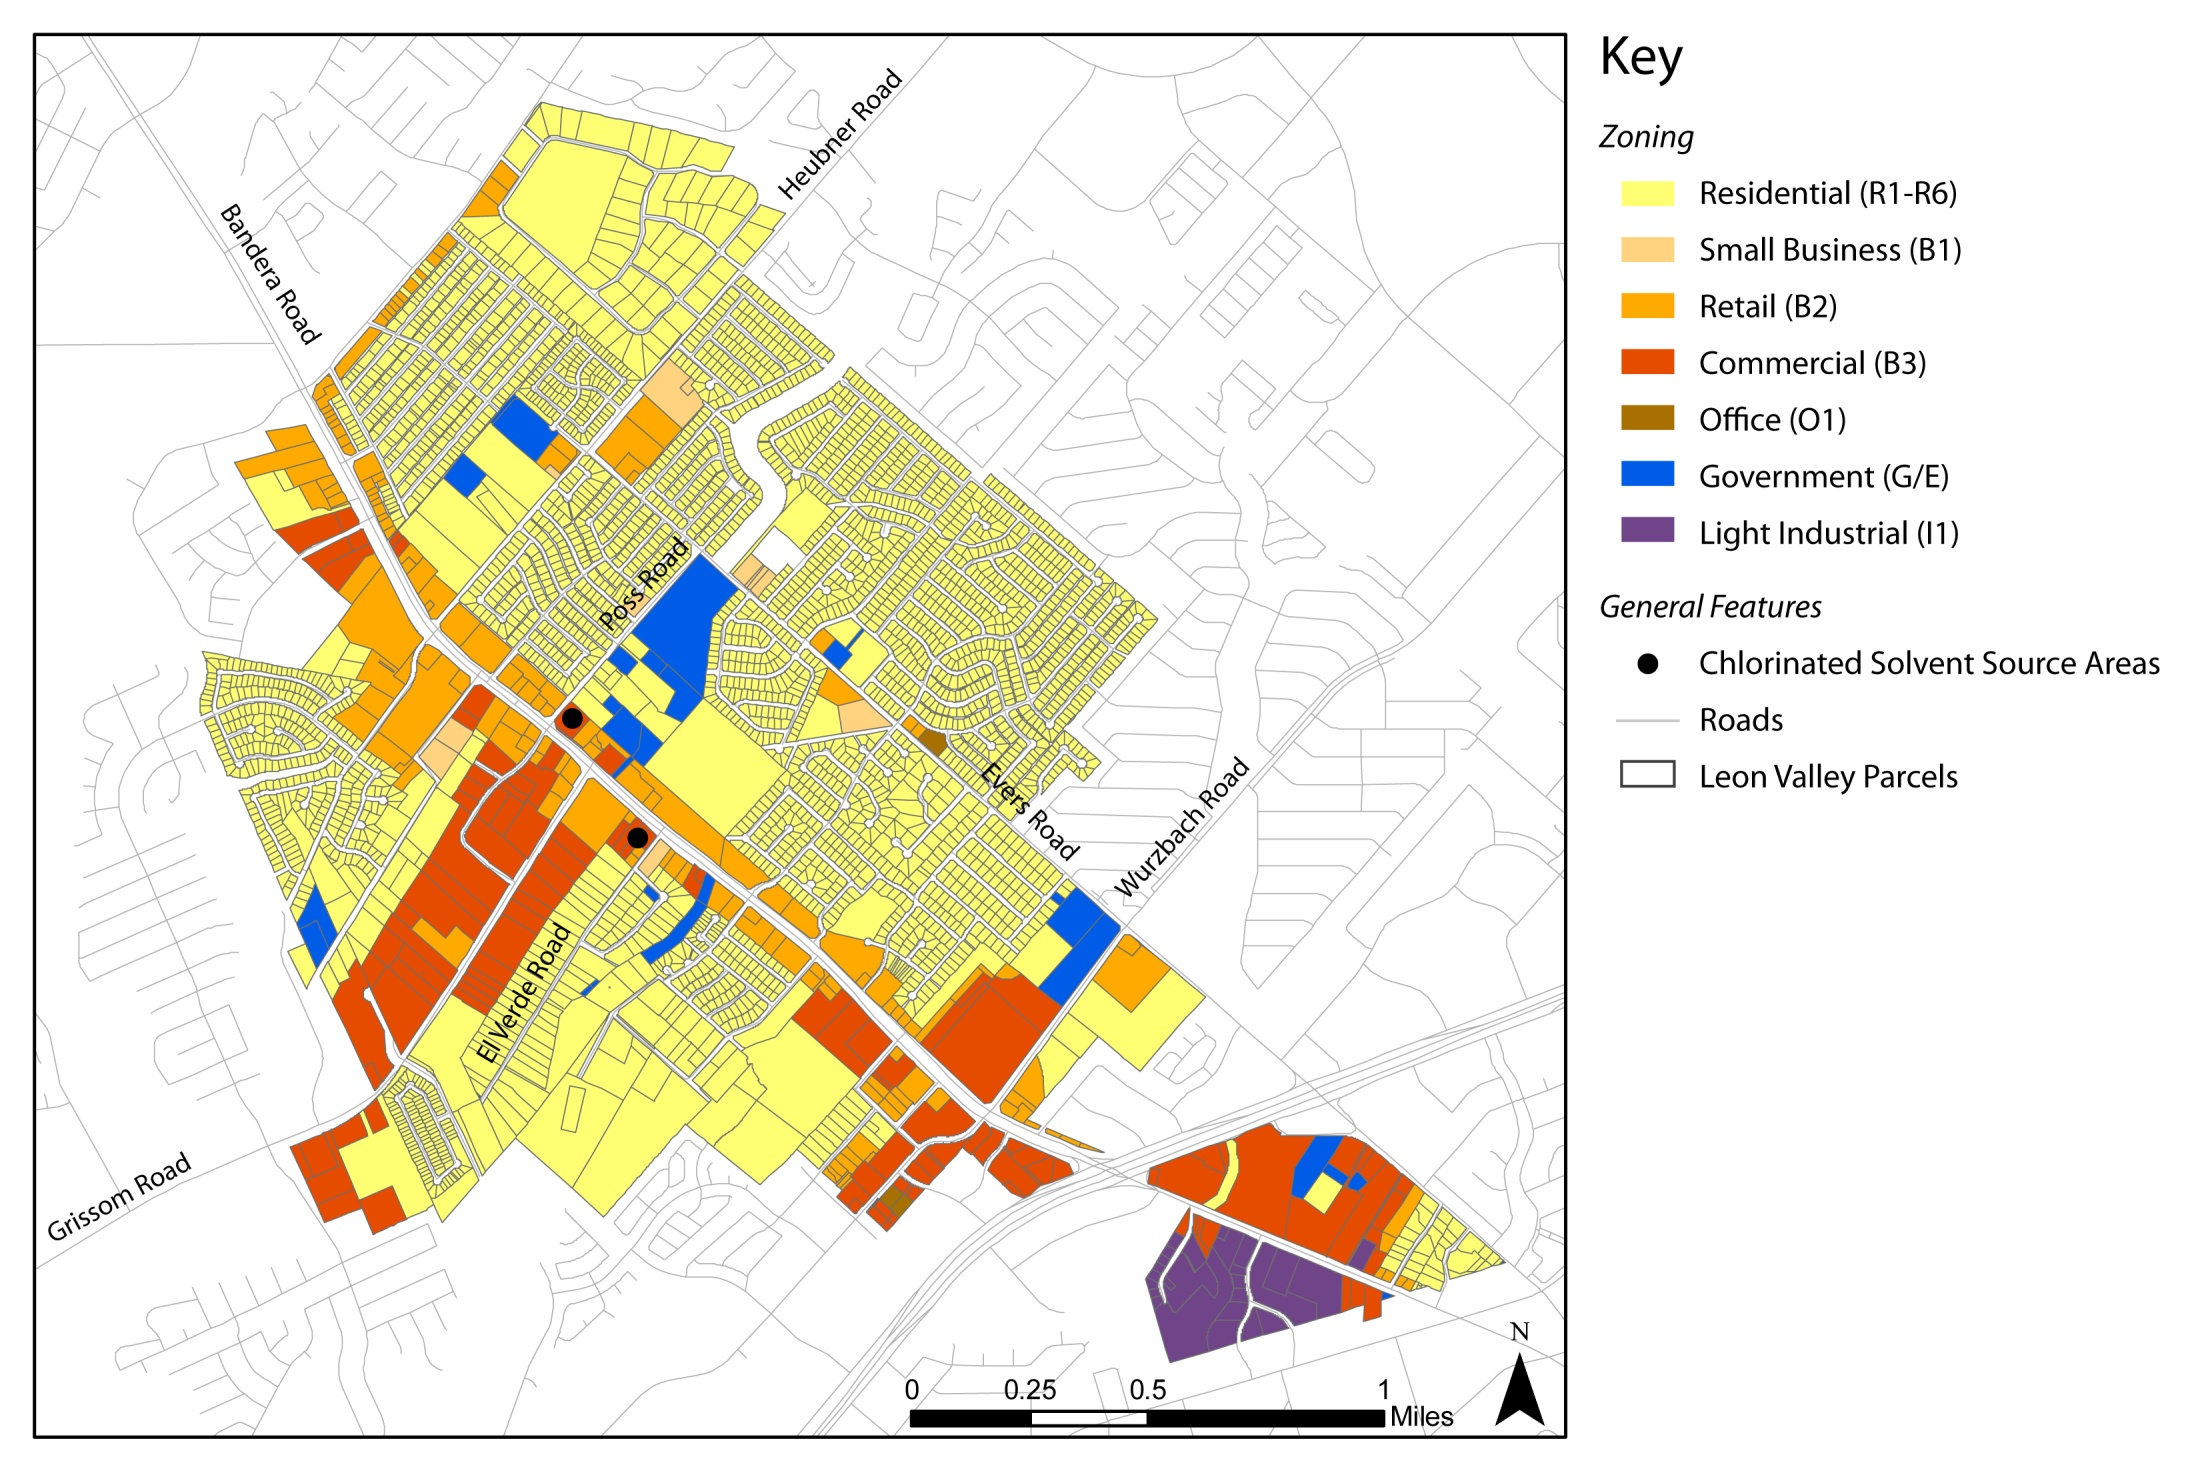 Key
Zoning
Residential (R1-R6)
Small Business (B1)
Retail (B2)
Commercial (B3)
Office (O1)
Government (G/E)
Light Industrial (I1)
General Features
Chlorinated Solvent Source Areas
Roads
Leon Valley Parcels
Heubner Road
Bandera Road
Poss Road
Evers Road
Wurzbach Road
El Verde Road
Grissom Road
N
0 0.25 0.5 1
Miles